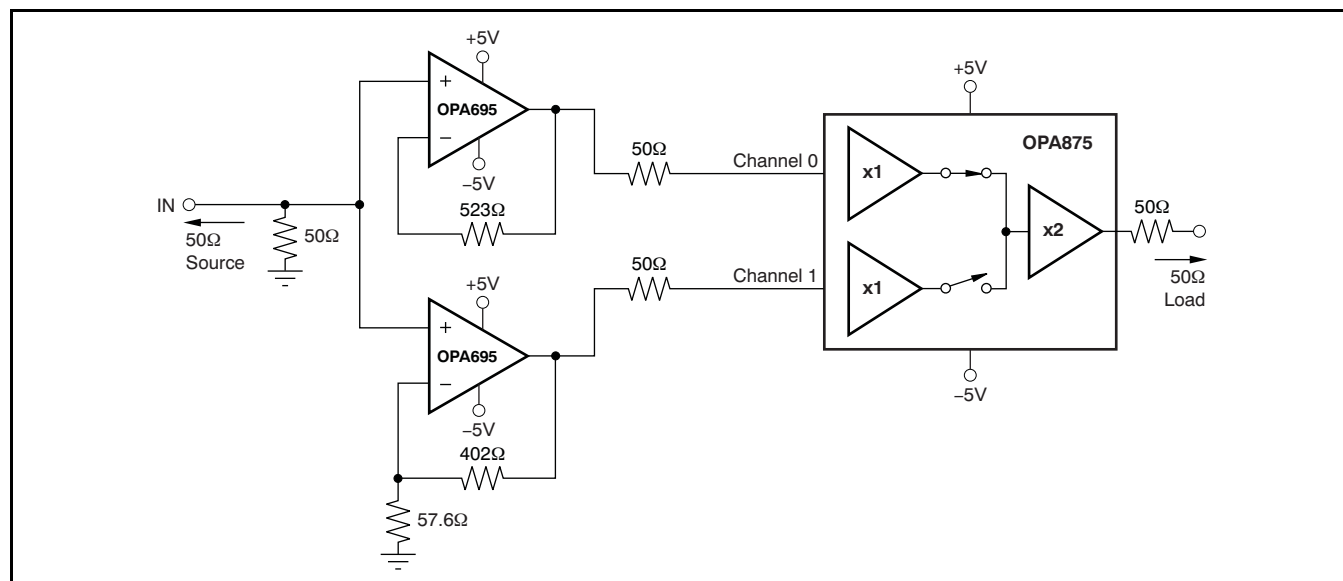 +5V
+
OPA695
−
−5V
523Ω
IN
50Ω
Source
50Ω
50Ω
Channel 0
+5V
+
OPA695
−
−5V
402Ω
57.6Ω
50Ω
Channel 1
+5V
OPA875
x1
x1
x2
−5V
50Ω
50Ω
Load